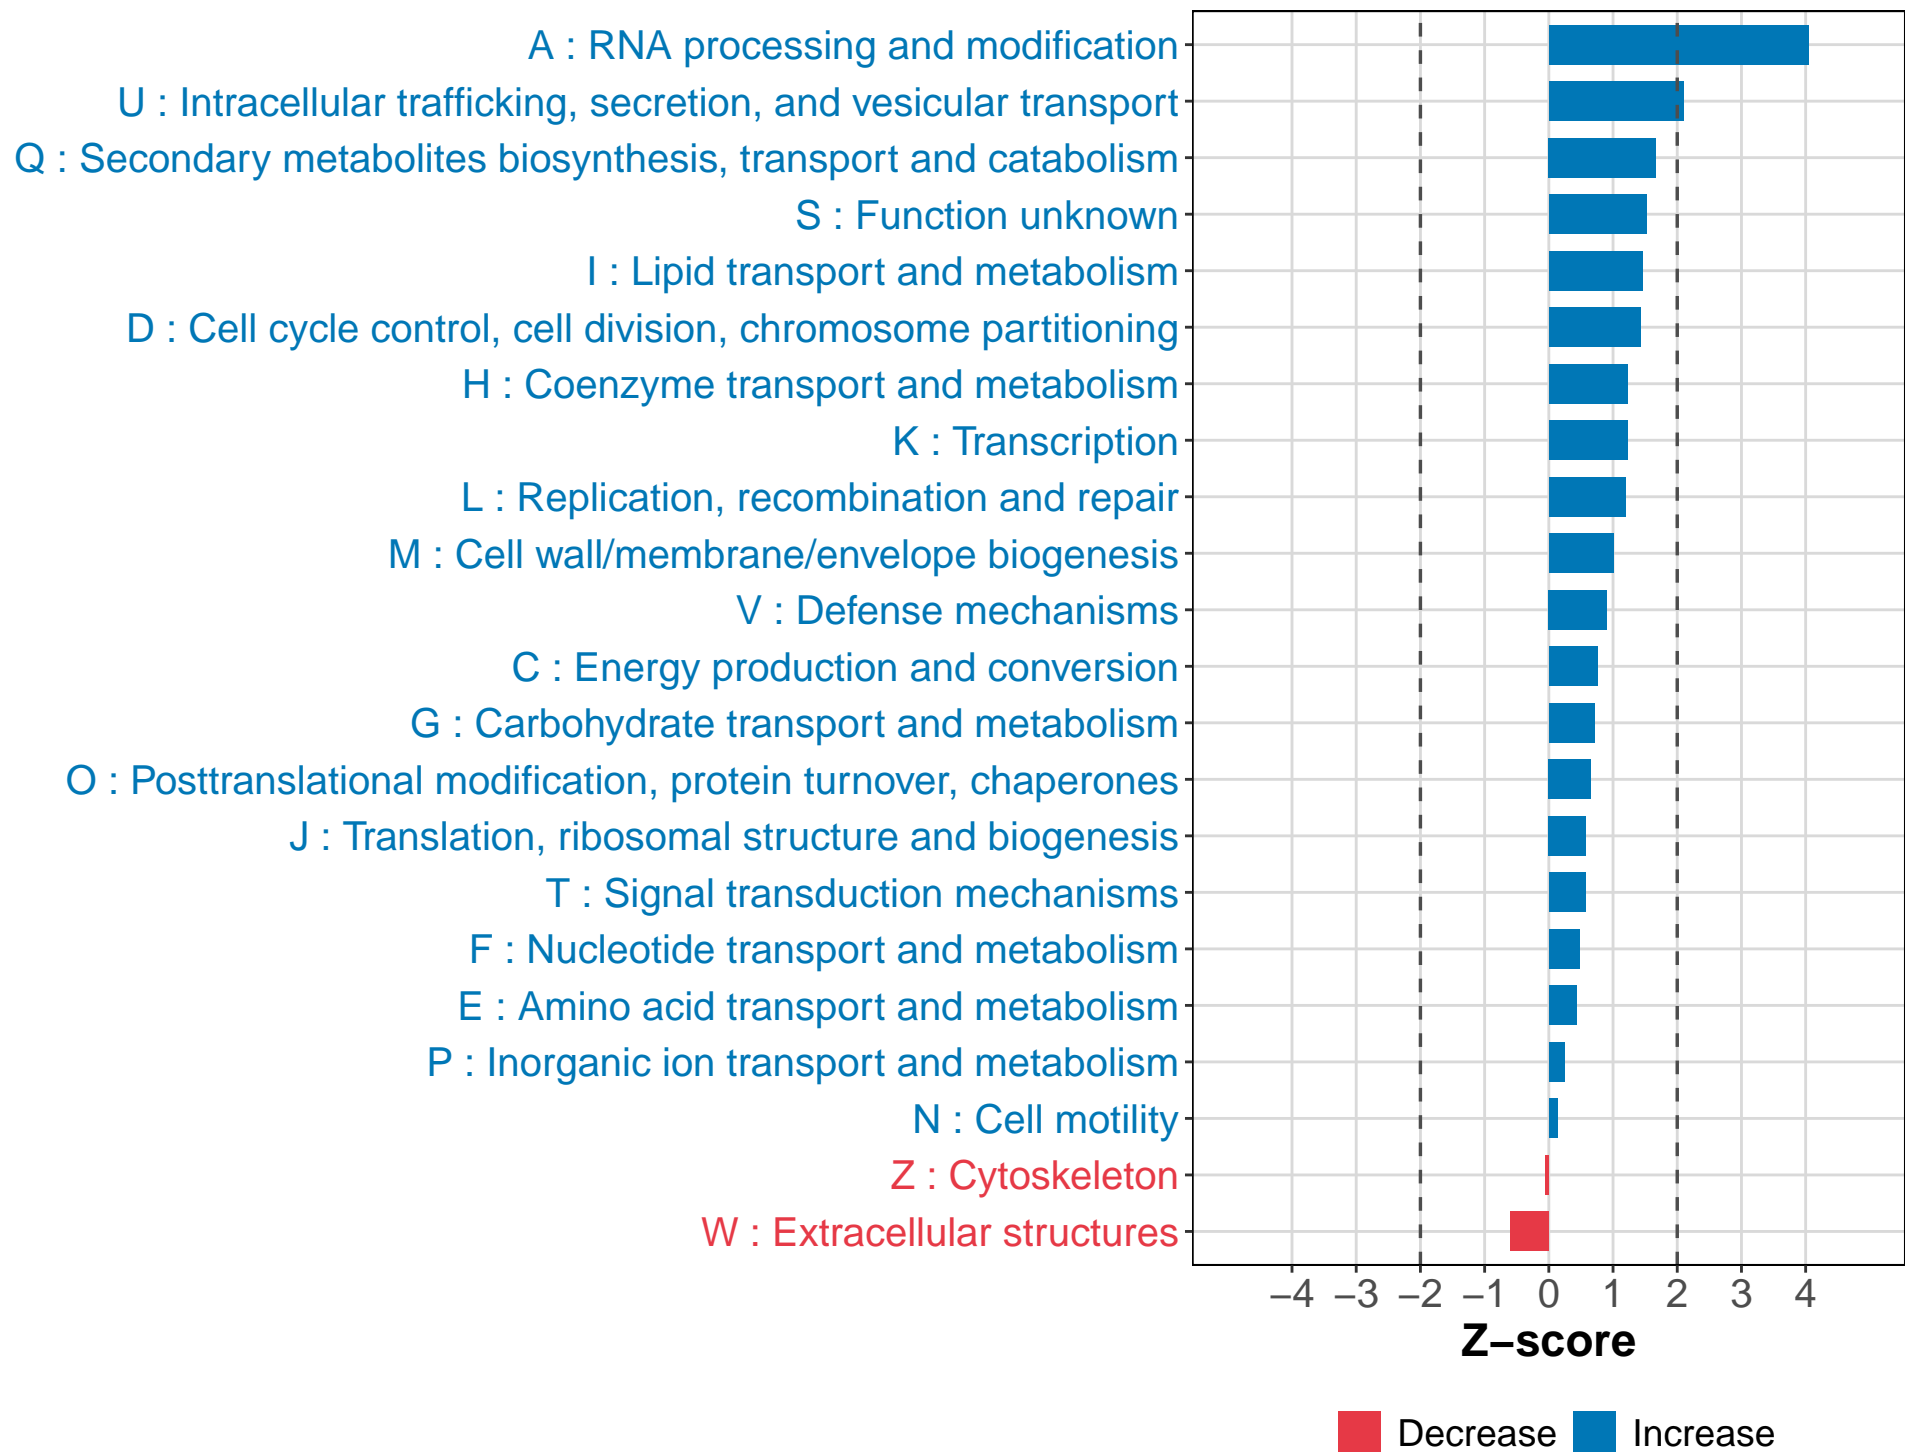 A : RNA processing and modification
U : Intracellular trafficking, secretion, and vesicular transport
Q : Secondary metabolites biosynthesis, transport and catabolism
S : Function unknown
I : Lipid transport and metabolism
D : Cell cycle control, cell division, chromosome partitioning
H : Coenzyme transport and metabolism
K : Transcription
L : Replication, recombination and repair
M : Cell wall/membrane/envelope biogenesis
V : Defense mechanisms
C : Energy production and conversion
G : Carbohydrate transport and metabolism
O : Posttranslational modification, protein turnover, chaperones
J : Translation, ribosomal structure and biogenesis
T : Signal transduction mechanisms
F : Nucleotide transport and metabolism
E : Amino acid transport and metabolism
P : Inorganic ion transport and metabolism
N : Cell motility
Z : Cytoskeleton
W : Extracellular structures
−4 −3 −2 −1 0 1 2 3 4
Z−score
Decrease Increase